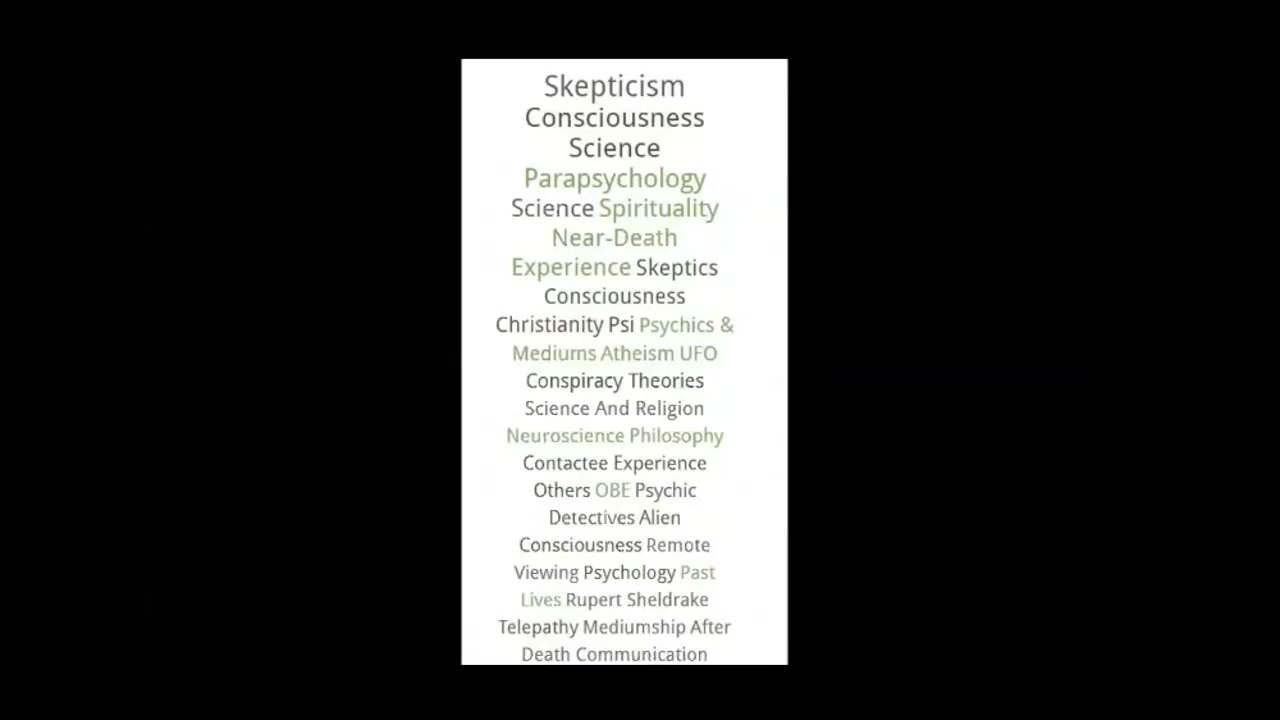 Skepticism
Consciousness
Science
Parapsychology
Science Spirituality
Near-Death
Experience Skeptics
Consciousness
Christianity Psi Psychics &
Mediums Atheism UFO
Conspiracy Theories
Science And Religion
Neuroscience Philosophy
Contactee Experience
Others OBE Psychic
Detectives Alien
Consciousness Remote
Viewing Psychology Past
Lives Rupert Sheldrake
Telepathy Mediumship After
Death Communication